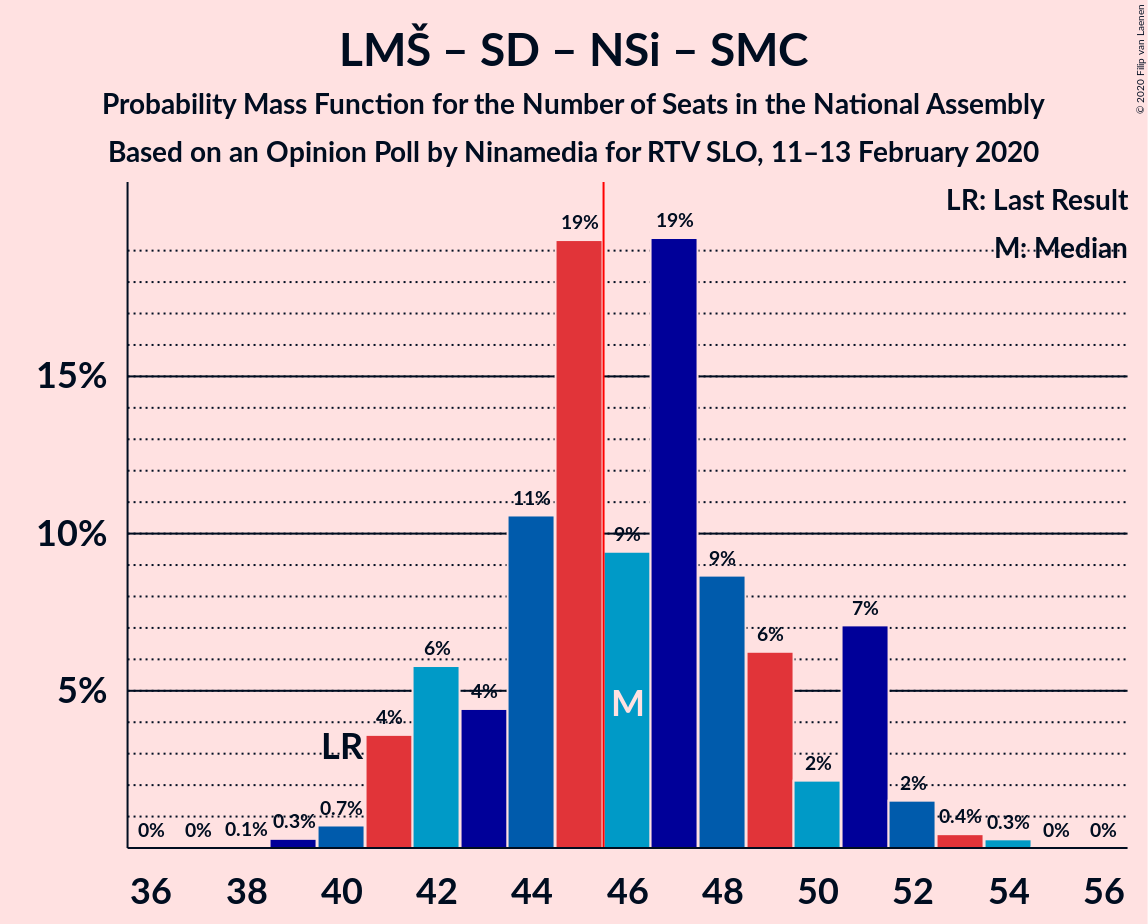 LMŠ – SD – NSi – SMC
Probability Mass Function for the Number of Seats in the National Assembly
Based on an Opinion Poll by Ninamedia for RTV SLO, 11–13 February 2020
© 2020 Filip van Laenen
LR: Last Result
M: Median
19%
19%
15%
11%
10%
9%
9%
7%
6%
6%
5%
4%
M
4%
LR
2%
2%
0.7%
0.4%
0.3%
0.3%
0%
0%
0.1%
0%
0%
36 38 40 42 44 46 48 50 52 54 56